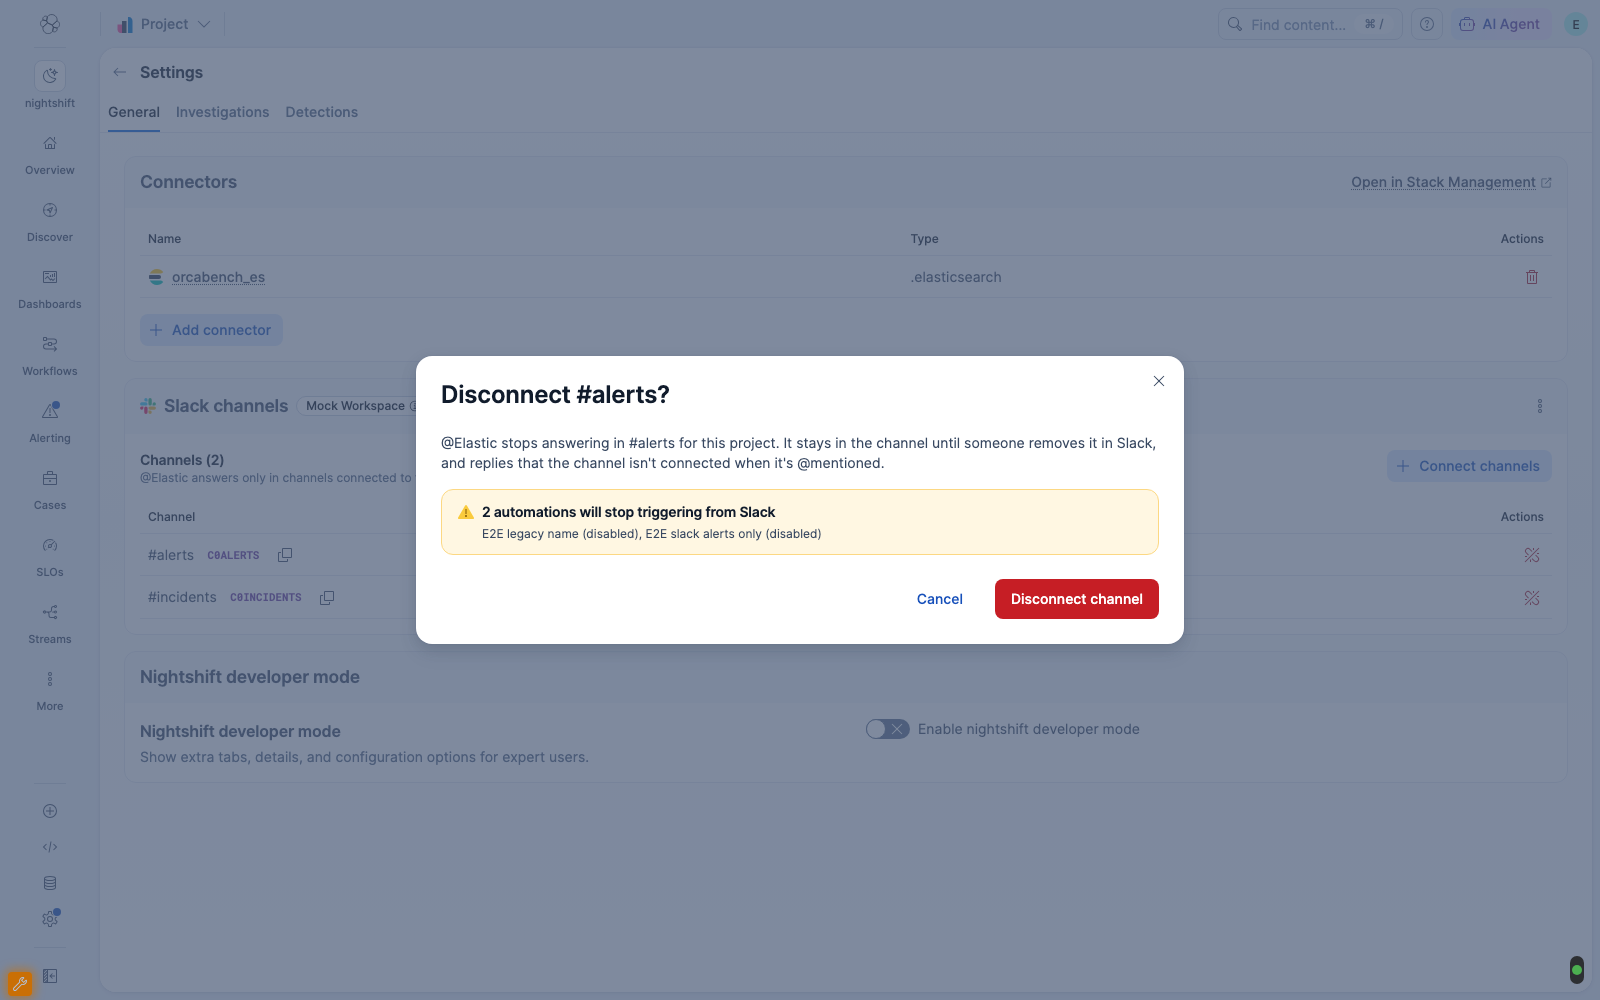 Project
Find content...
⌘ /
AI Agent
E
nightshift
Overview
Discover
Dashboards
Workflows
Alerting
Cases
SLOs
Streams
More
Settings
General
Investigations
Detections
Connectors
Open in Stack Management
Name
Type
Actions
orcabench_es
.elasticsearch
Add connector
Slack channels
Mock Workspace
Channels (2)
@Elastic answers only in channels connected to
Connect channels
Channel
Actions
#alerts
C0ALERTS
#incidents
C0INCIDENTS
Disconnect #alerts?
@Elastic stops answering in #alerts for this project. It stays in the channel until someone removes it in Slack,
and replies that the channel isn't connected when it's @mentioned.
2 automations will stop triggering from Slack
E2E legacy name (disabled), E2E slack alerts only (disabled)
Cancel
Disconnect channel
Nightshift developer mode
Nightshift developer mode
Show extra tabs, details, and configuration options for expert users.
Enable nightshift developer mode